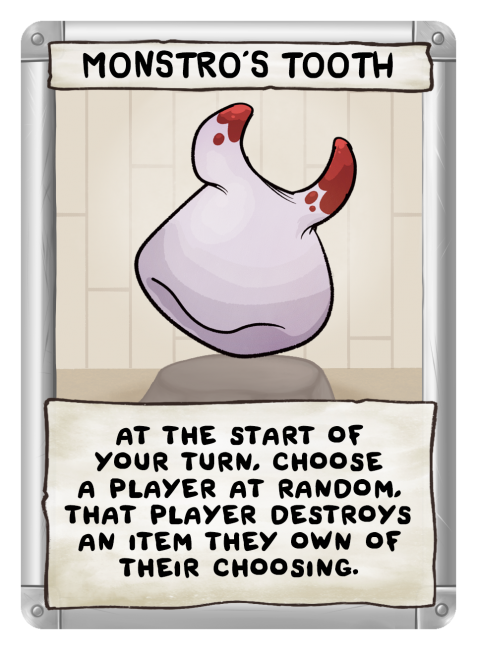 MONSTRO'S TOOTH
AT THE START OF
YOUR TURN, CHOOSE
A PLAYER AT RANDOM.
THAT PLAYER DESTROYS
AN ITEM THEY OWN OF
THEIR CHOOSING.